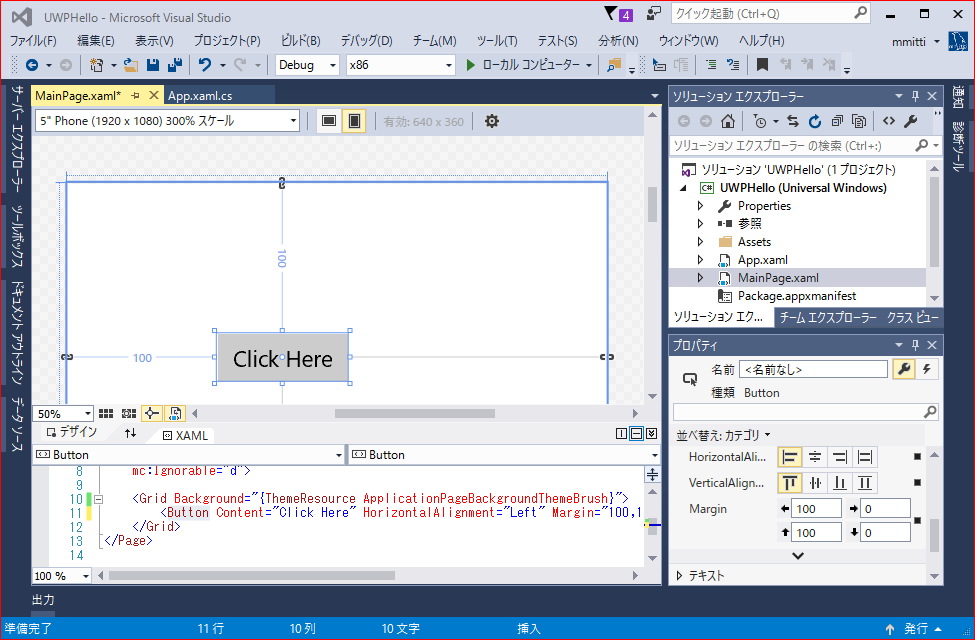 UWPHello - Microsoft Visual Studio
4
クイック起動 (Ctrl+Q)
ファイル(F) 編集(E) 表示(V) プロジェクト(P) ビルド(B) デバッグ(D) チーム(M) ツール(T) テスト(S) 分析(N) ウィンドウ(W) ヘルプ(H)
mmitti
Debug x86 ローカル コンピューター
サーバー エクスプローラー
ツールボックス
ドキュメント アウトライン
データ ソース
MainPage.xaml* App.xaml.cs
5" Phone (1920 x 1080) 300% スケール 有効: 640 x 360
100
100
Click Here
50%
デザイン XAML
Button Button
8 mc:Ignorable="d">
9
10 <Grid Background="{ThemeResource ApplicationPageBackgroundThemeBrush}">
11 <Button Content="Click Here" HorizontalAlignment="Left" Margin="100,1
12 </Grid>
13 </Page>
14
100 %
ソリューション エクスプローラー
ソリューション エクスプローラー の検索 (Ctrl+:)
ソリューション 'UWPHello' (1 プロジェクト)
C# UWPHello (Universal Windows)
Properties
参照
Assets
App.xaml
MainPage.xaml
Package.appxmanifest
ソリューション エク... チーム エクスプローラー クラス ビュー
プロパティ
名前 <名前なし>
種類 Button
並べ替え: カテゴリ
HorizontalAli...
VerticalAlign...
Margin 100 0
100 0
テキスト
通知
診断ツール
出力
準備完了 11 行 10 列 10 文字 挿入 発行